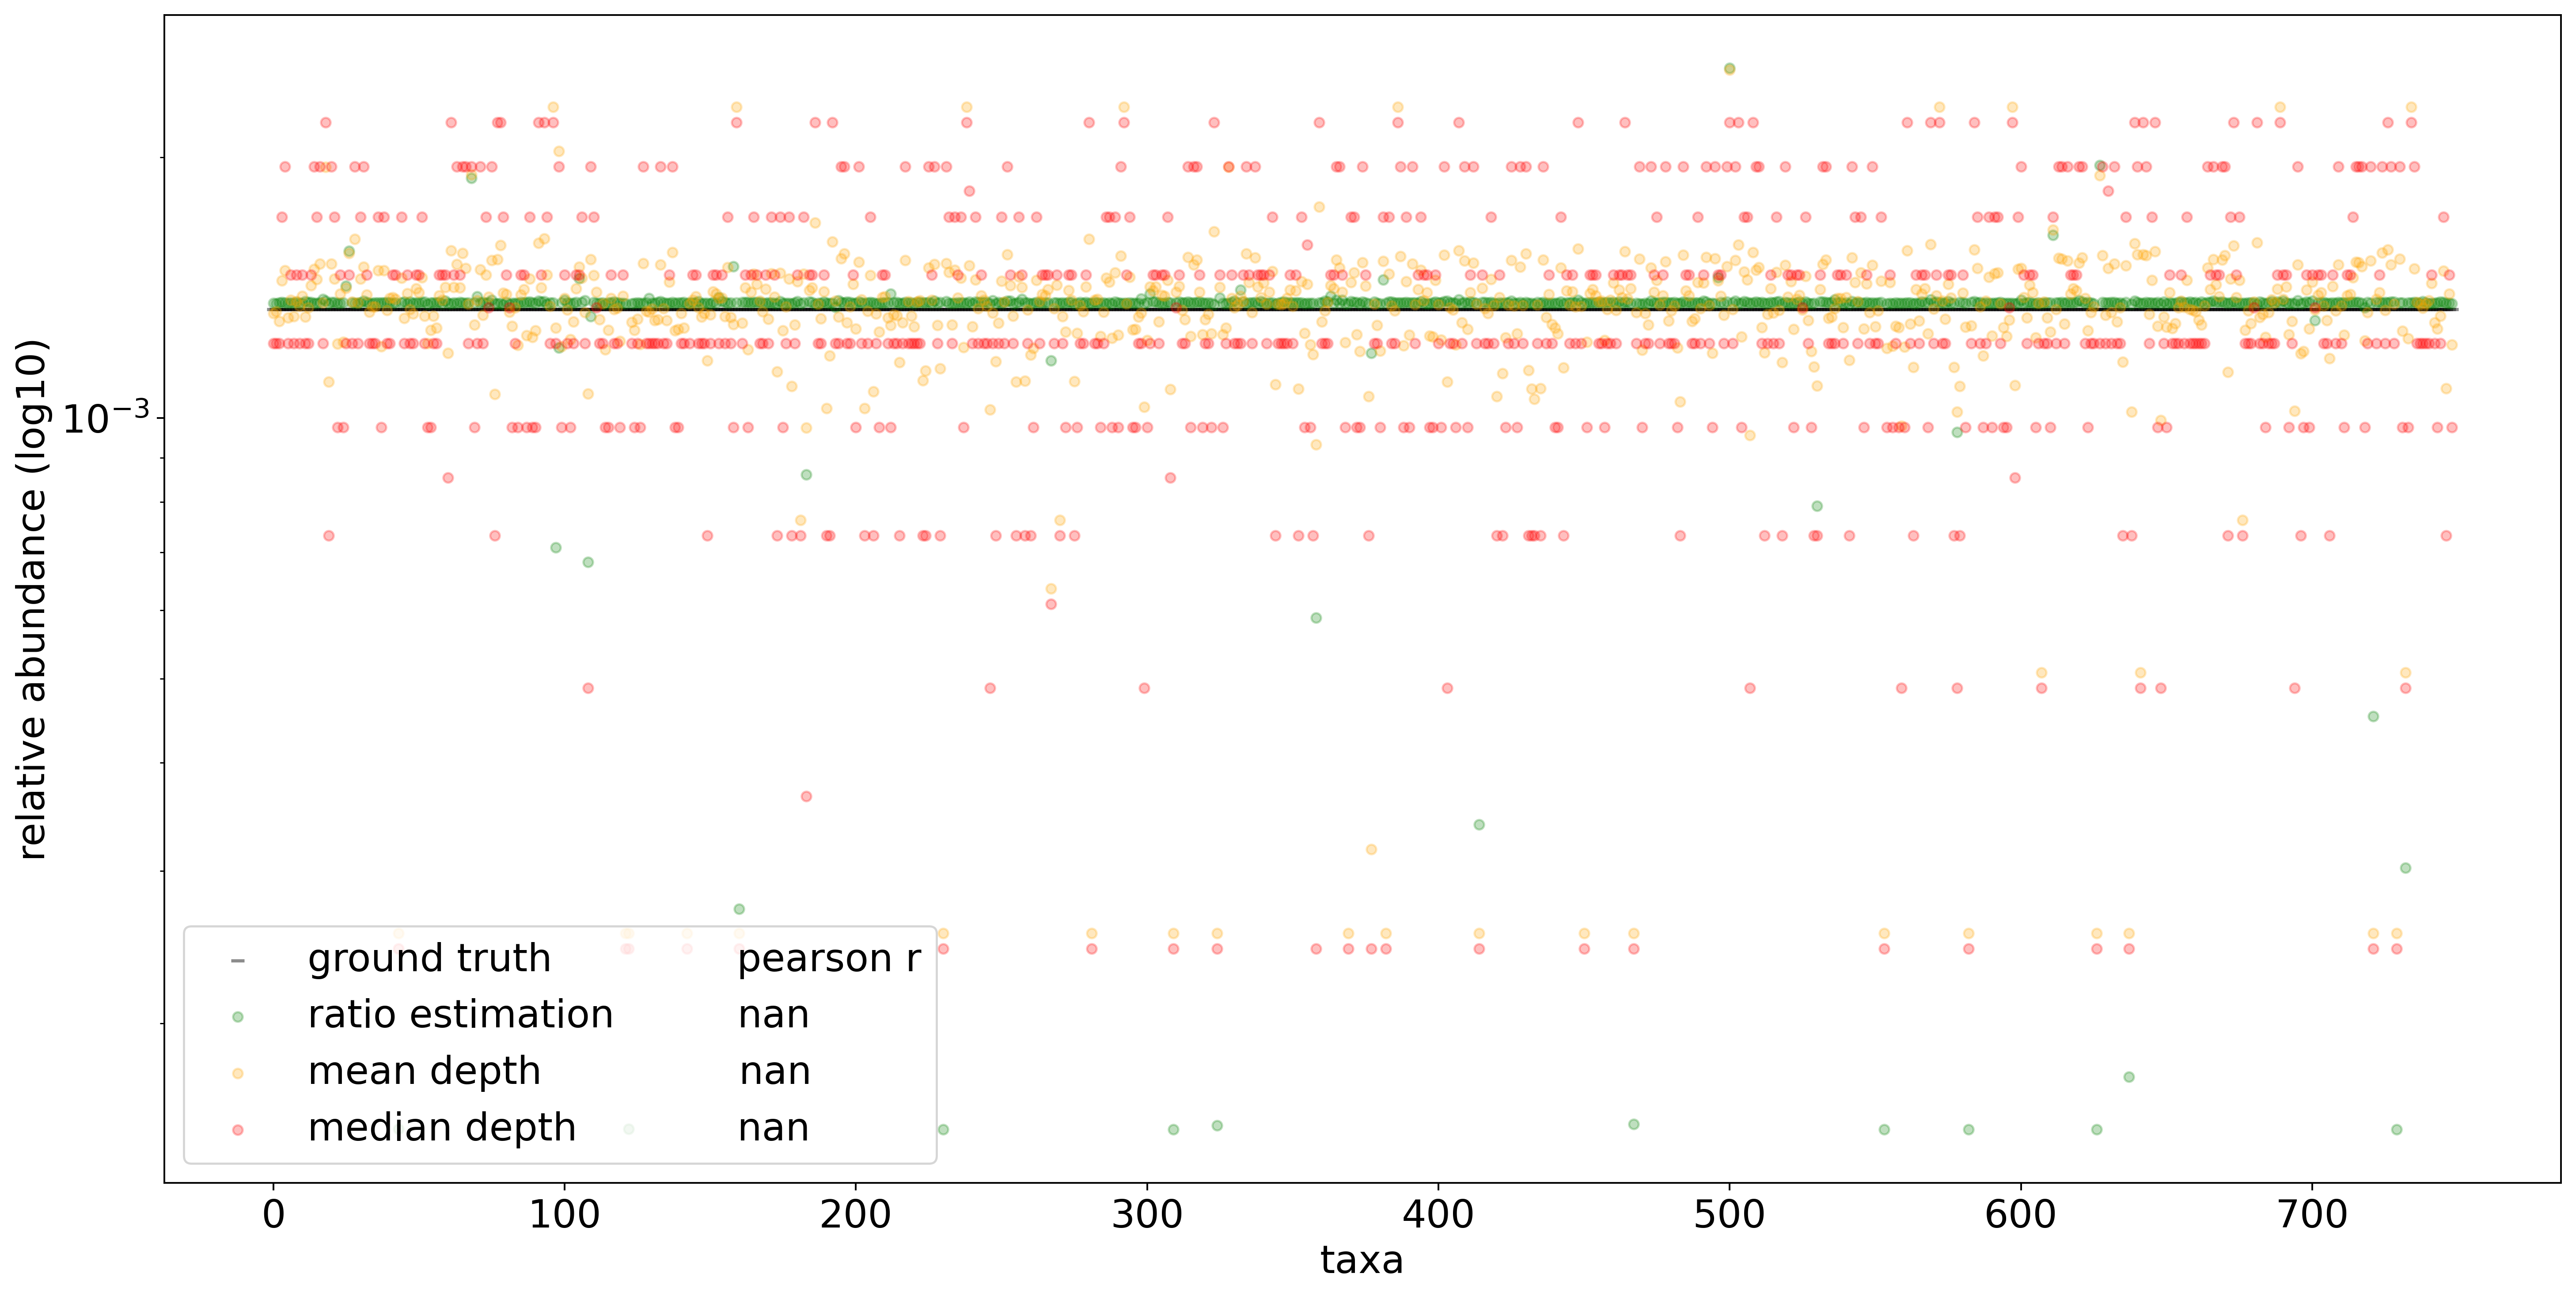 relative abundance (log10)
10⁻³
ground truth pearson r
ratio estimation nan
mean depth nan
median depth nan
0 100 200 300 400 500 600 700
taxa